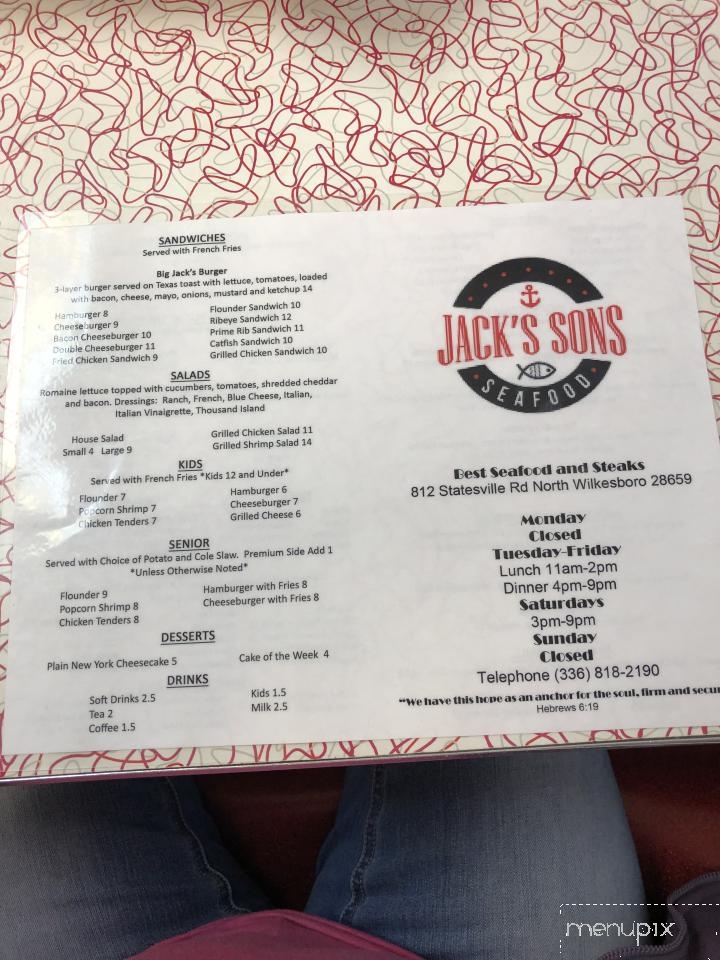 SANDWICHES
Served with French Fries
Big Jack's Burger
3-layer burger served on Texas toast with lettuce, tomatoes, loaded
with bacon, cheese, mayo, onions, mustard and ketchup 14
Hamburger 8
Cheeseburger 9
Bacon Cheeseburger 10
Double Cheeseburger 11
Fried Chicken Sandwich 9
Flounder Sandwich 10
Ribeye Sandwich 12
Prime Rib Sandwich 11
Catfish Sandwich 10
Grilled Chicken Sandwich 10
SALADS
Romaine lettuce topped with cucumbers, tomatoes, shredded cheddar
and bacon. Dressings: Ranch, French, Blue Cheese, Italian,
Italian Vinaigrette, Thousand Island
House Salad
Small 4 Large 9
Grilled Chicken Salad 11
Grilled Shrimp Salad 14
KIDS
Served with French Fries *Kids 12 and Under*
Flounder 7
Popcorn Shrimp 7
Chicken Tenders 7
Hamburger 6
Cheeseburger 7
Grilled Cheese 6
SENIOR
Served with Choice of Potato and Cole Slaw. Premium Side Add 1
*Unless Otherwise Noted*
Flounder 9
Popcorn Shrimp 8
Chicken Tenders 8
Hamburger with Fries 8
Cheeseburger with Fries 8
DESSERTS
Plain New York Cheesecake 5
Cake of the Week 4
DRINKS
Soft Drinks 2.5
Tea 2
Coffee 1.5
Kids 1.5
Milk 2.5
JACK'S SONS
SEAFOOD
Best Seafood and Steaks
812 Statesville Rd North Wilkesboro 28659
Monday
Closed
Tuesday-Friday
Lunch 11am-2pm
Dinner 4pm-9pm
Saturdays
3pm-9pm
Sunday
Closed
Telephone (336) 818-2190
"We have this hope as an anchor for the soul, firm and secu
Hebrews 6:19
menupix